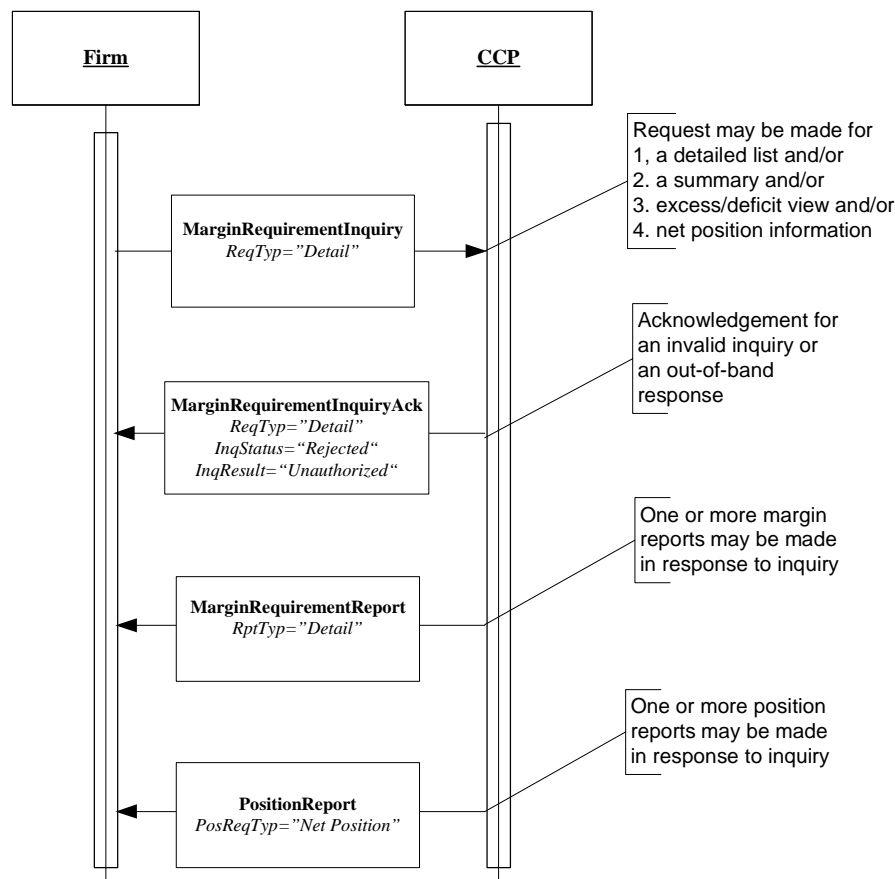 Firm
CCP
Request may be made for
1, a detailed list and/or
2. a summary and/or
3. excess/deficit view and/or
4. net position information
MarginRequirementInquiry
ReqTyp=”Detail”
Acknowledgement for
an invalid inquiry or
an out-of-band
response
MarginRequirementInquiryAck
ReqTyp=”Detail”
InqStatus=“Rejected“
InqResult=“Unauthorized“
One or more margin
reports may be made
in response to inquiry
MarginRequirementReport
RptTyp=”Detail”
One or more position
reports may be made
in response to inquiry
PositionReport
PosReqTyp=”Net Position”